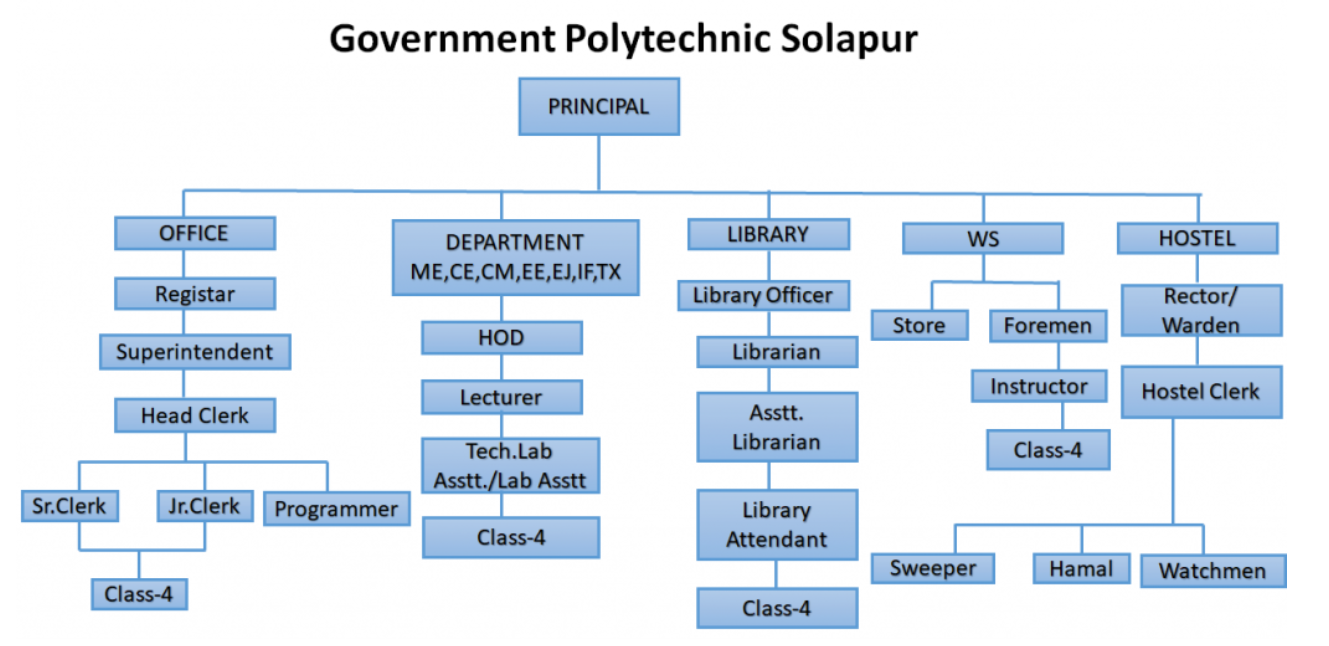 Government Polytechnic Solapur
PRINCIPAL
OFFICE
Registar
Superintendent
Head Clerk
Sr.Clerk
Jr.Clerk
Programmer
Class-4
DEPARTMENT
ME,CE,CM,EE,EJ,IF,TX
HOD
Lecturer
Tech.Lab
Asstt./Lab Asstt
Class-4
LIBRARY
Library Officer
Librarian
Asstt.
Librarian
Library
Attendant
Class-4
WS
Store
Foremen
Instructor
Class-4
HOSTEL
Rector/
Warden
Hostel Clerk
Sweeper
Hamal
Watchmen